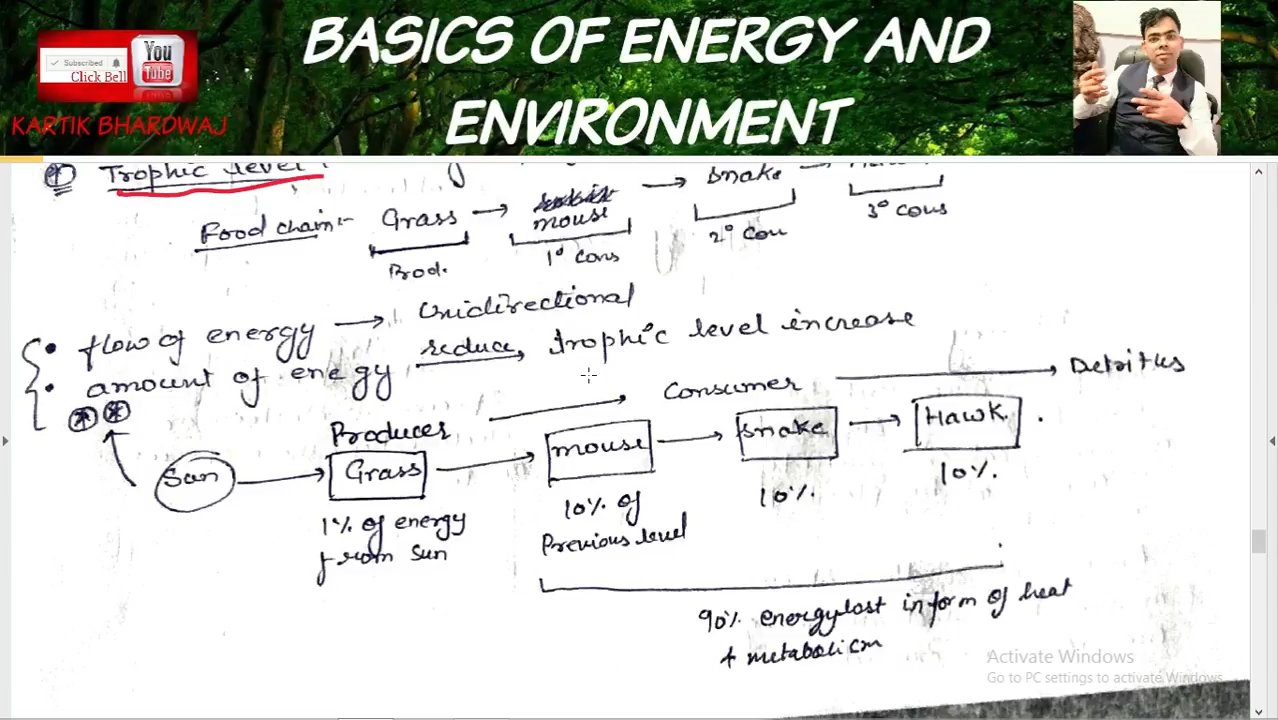 BASICS OF ENERGY AND
ENVIRONMENT
Subscribed
Click Bell
You
Tube
KARTIK BHARDWAJ
Trophic level:
Snake
Food chain:- Grass → mouse
Prod.
1° Cons
2° Con
3° Cons
• flow of energy → Unidirectional
• amount of energy reduce, trophic level increase
Producer → Consumer → Detritus
Sun → Grass → mouse → Snake → Hawk.
1% of energy
from Sun
10% of
Previous level
10%.
10%.
90% energy lost in form of heat
+ metabolism
Activate Windows
Go to PC settings to activate Windows.